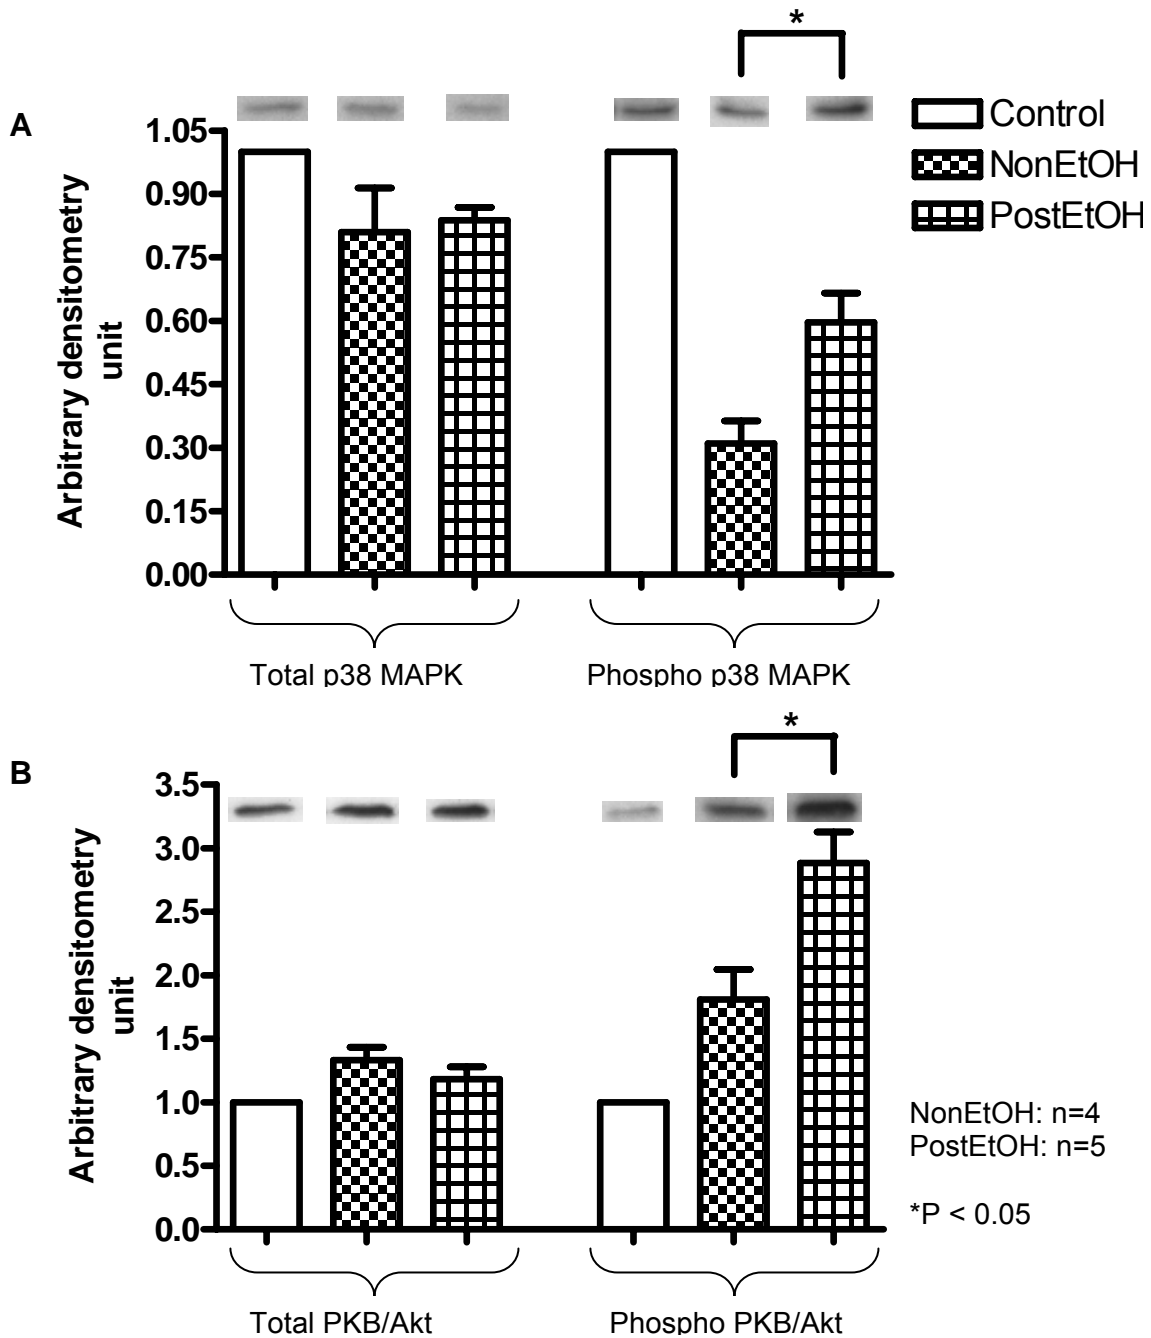 *
A
Control
NonEtOH
PostEtOH
1.05
0.90
0.75
0.60
0.45
0.30
0.15
0.00
Arbitrary densitometry
unit
Total p38 MAPK
Phospho p38 MAPK
*
B
3.5
3.0
2.5
2.0
1.5
1.0
0.5
0.0
Arbitrary densitometry
unit
NonEtOH: n=4
PostEtOH: n=5
*P < 0.05
Total PKB/Akt
Phospho PKB/Akt